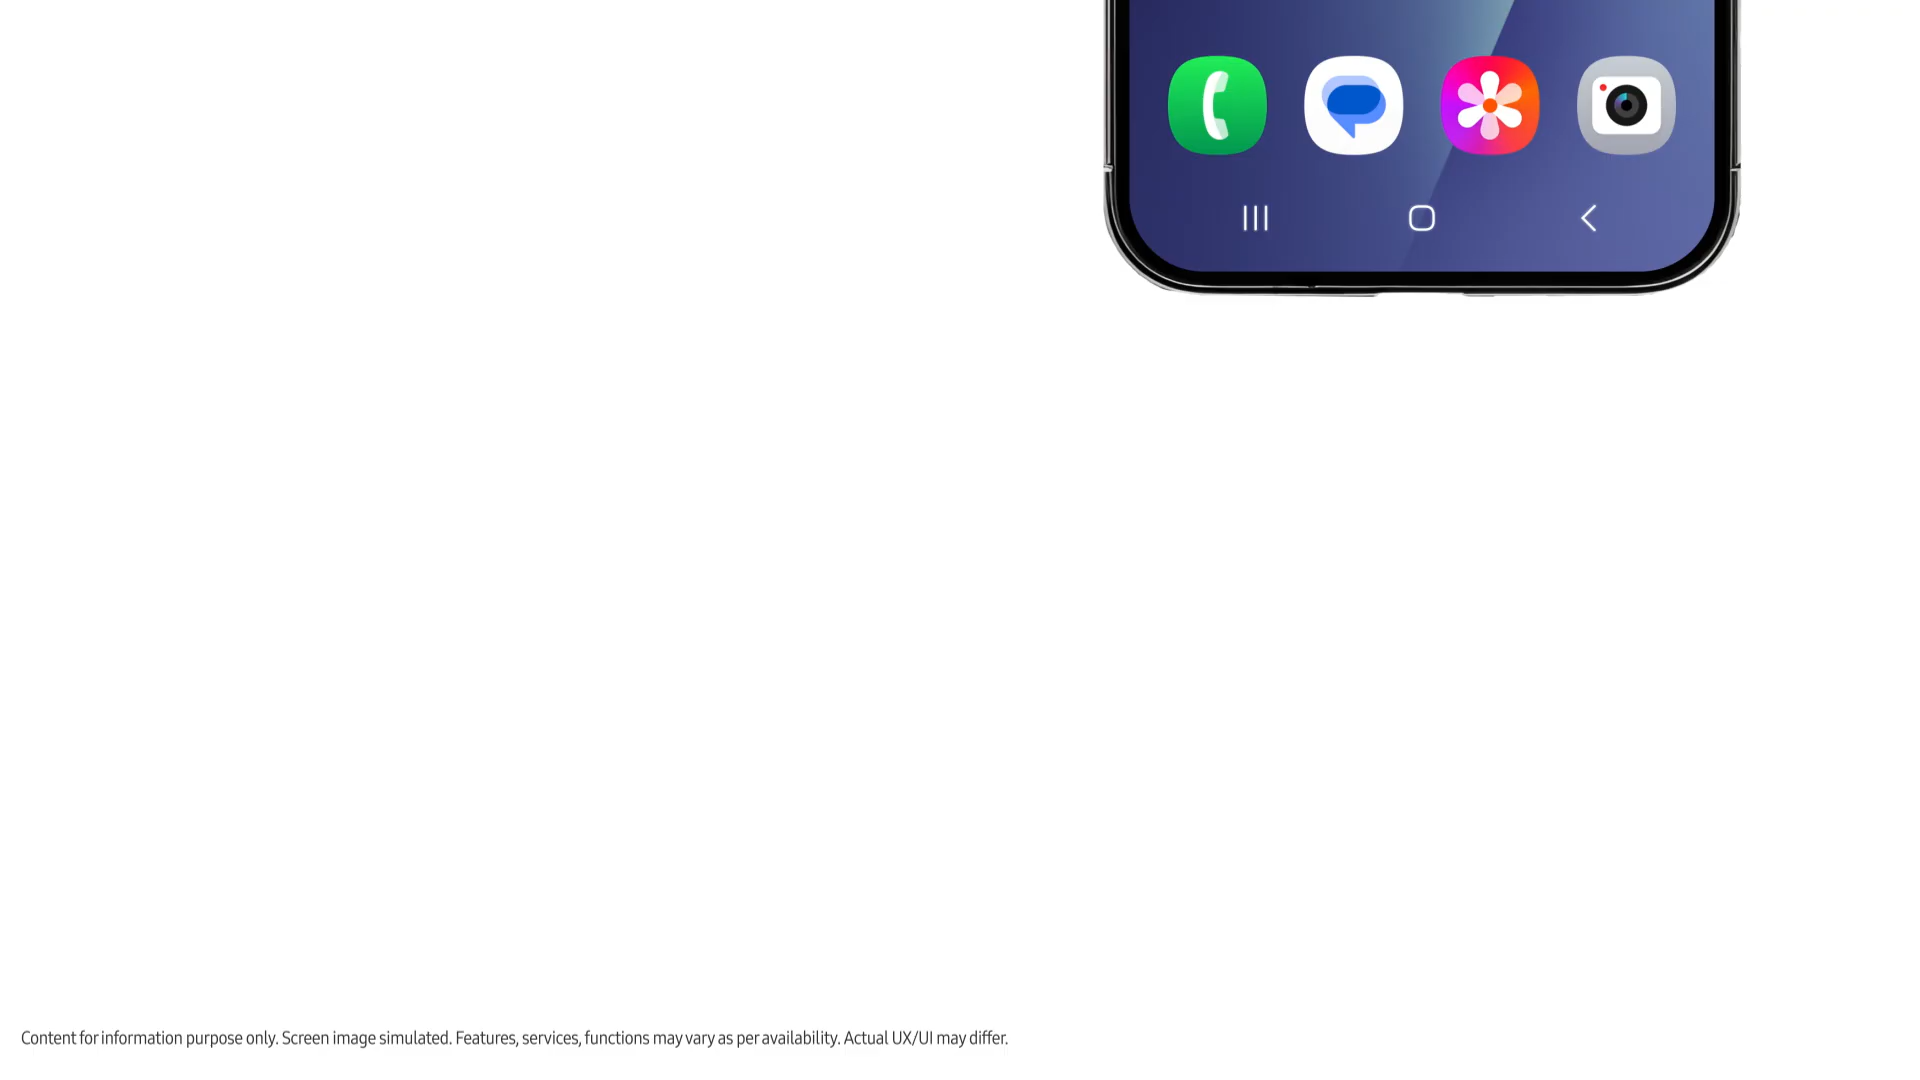 Content for information purpose only. Screen image simulated. Features, services, functions may vary as per availability. Actual UX/UI may differ.